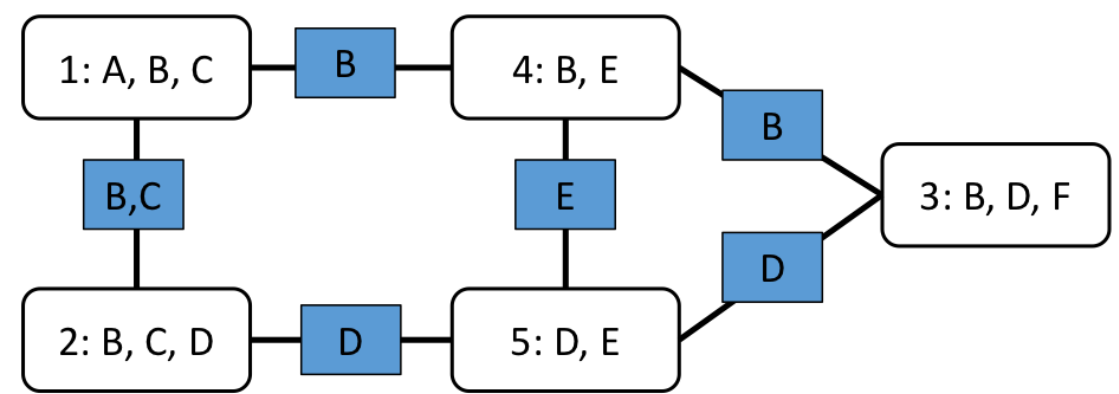 1: A, B, C
B
4: B, E
B
B,C
E
3: B, D, F
D
2: B, C, D
D
5: D, E